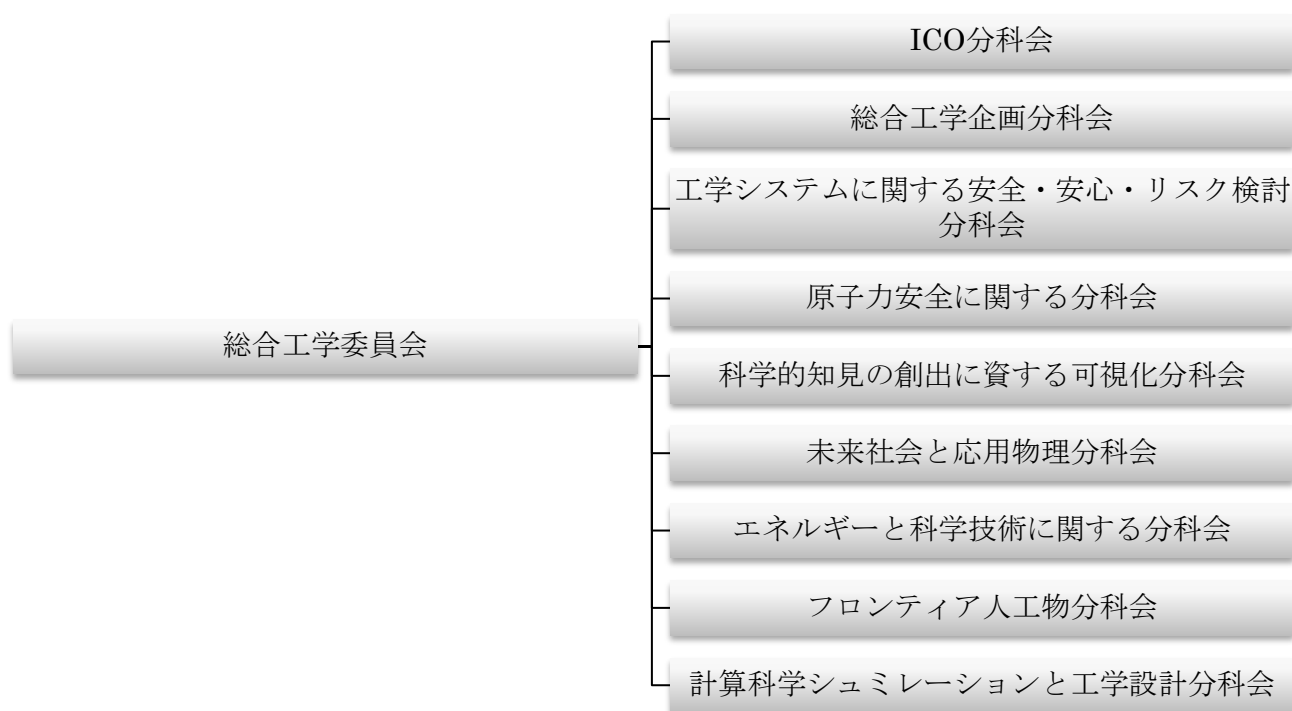 ICO分科会
総合工学企画分科会
工学システムに関する安全・安心・リスク検討
分科会
原子力安全に関する分科会
総合工学委員会
科学的知見の創出に資する可視化分科会
未来社会と応用物理分科会
エネルギーと科学技術に関する分科会
フロンティア人工物分科会
計算科学シュミレーションと工学設計分科会